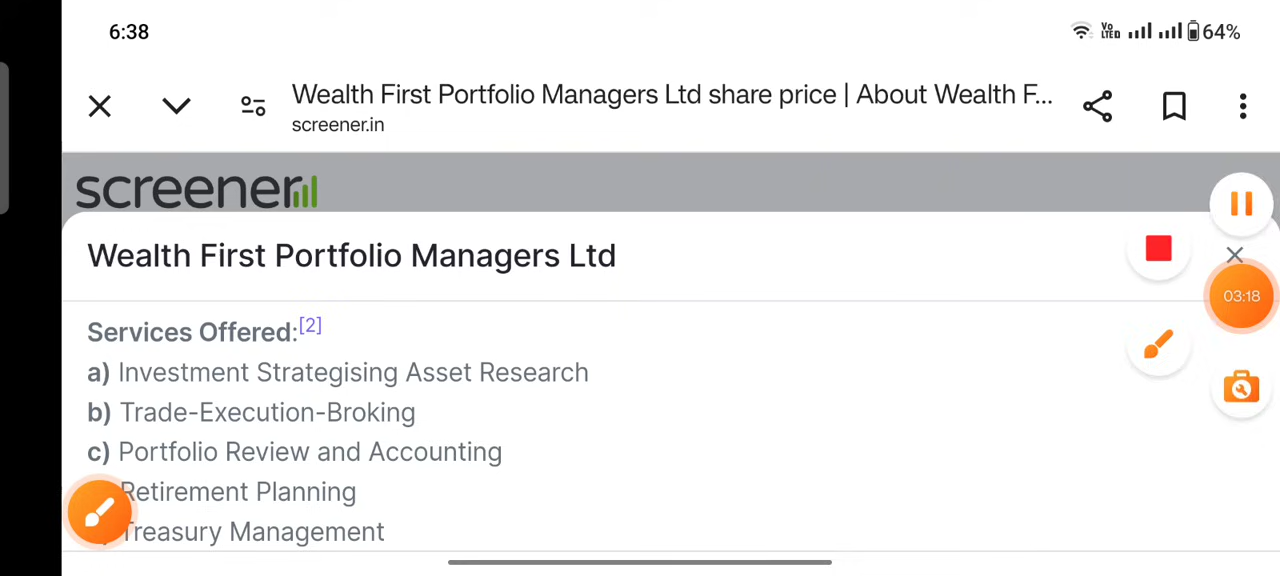 6:38
Vo LTED 64%
Wealth First Portfolio Managers Ltd share price | About Wealth F...
screener.in
screener
Wealth First Portfolio Managers Ltd
03:18
Services Offered:[2]
a) Investment Strategising Asset Research
b) Trade-Execution-Broking
c) Portfolio Review and Accounting
Retirement Planning
Treasury Management